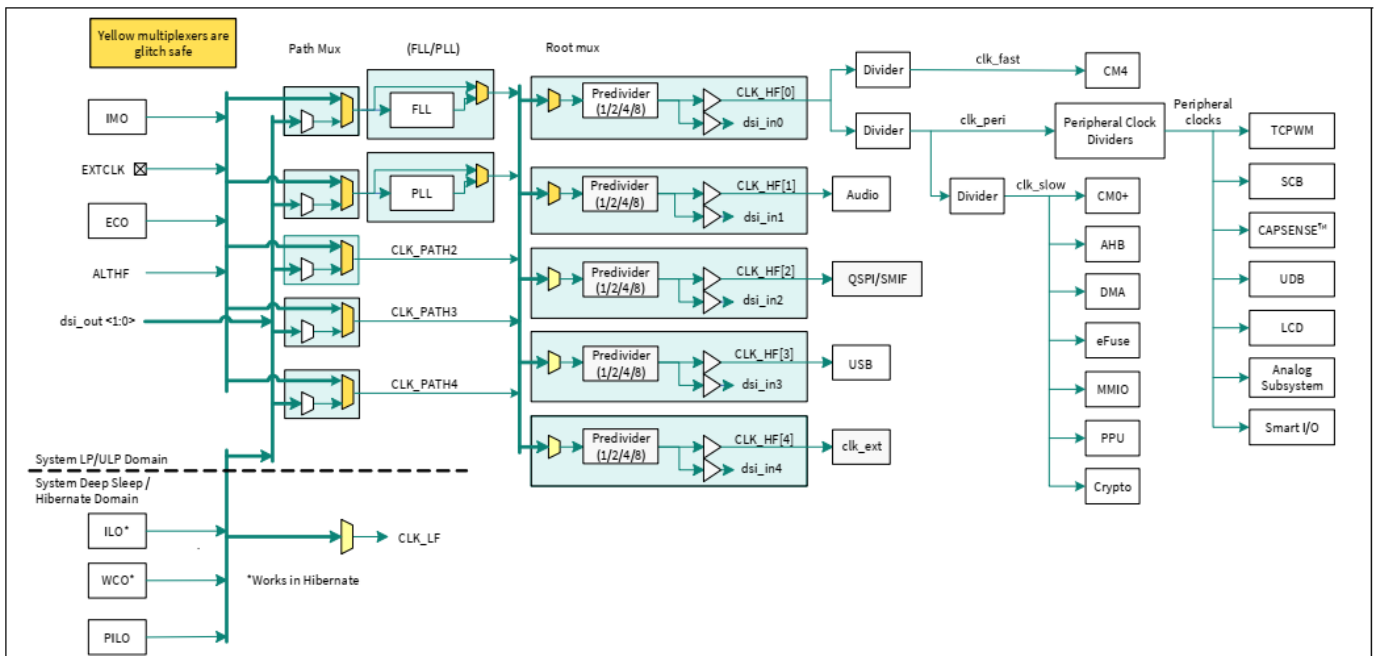 Yellow multiplexers are
glitch safe
Path Mux
(FLL/PLL)
Root mux
IMO
EXTCLK
ECO
ALTHF
dsi_out <1:0>
FLL
PLL
CLK_PATH2
CLK_PATH3
CLK_PATH4
Predivider
(1/2/4/8)
CLK_HF[0]
dsi_in0
Predivider
(1/2/4/8)
CLK_HF[1]
dsi_in1
Audio
Predivider
(1/2/4/8)
CLK_HF[2]
dsi_in2
QSPI/SMIF
Predivider
(1/2/4/8)
CLK_HF[3]
dsi_in3
USB
Predivider
(1/2/4/8)
CLK_HF[4]
dsi_in4
clk_ext
Divider
clk_fast
CM4
Divider
clk_peri
Peripheral Clock
Dividers
Peripheral
clocks
Divider
clk_slow
CM0+
AHB
DMA
eFuse
MMIO
PPU
Crypto
TCPWM
SCB
CAPSENSE™
UDB
LCD
Analog
Subsystem
Smart I/O
System LP/ULP Domain
System Deep Sleep /
Hibernate Domain
ILO*
WCO*
PILO
CLK_LF
*Works in Hibernate